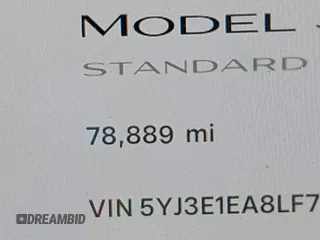 MODEL
STANDARD
78,889 mi
VIN 5YJ3E1EA8LF7
DREAMBID